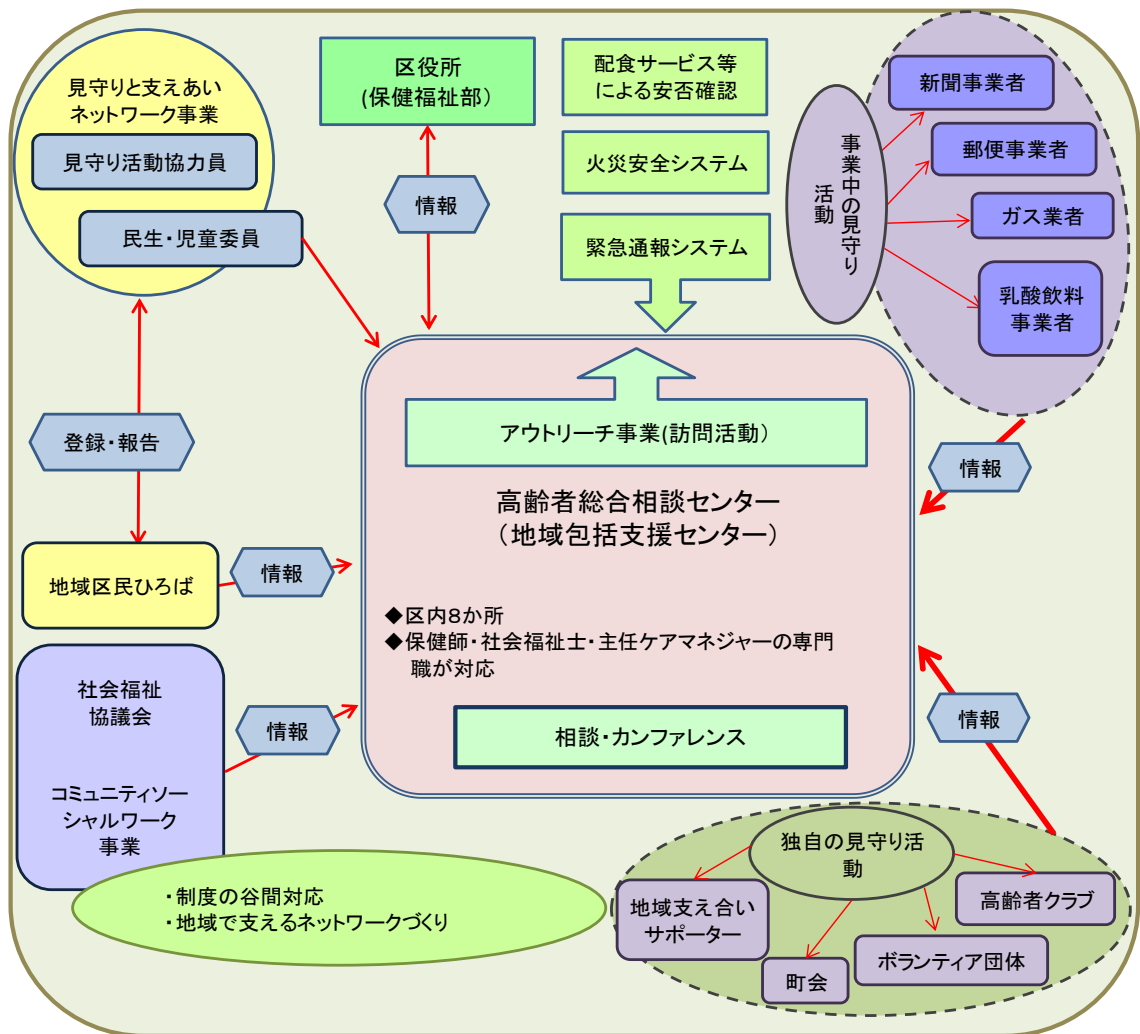 見守りと支えあい
ネットワーク事業
見守り活動協力員
民生・児童委員
区役所
(保健福祉部）
情報
配食サービス等
による安否確認
火災安全システム
緊急通報システム
事業中の見守り
活動
新聞事業者
郵便事業者
ガス業者
乳酸飲料
事業者
登録・報告
アウトリーチ事業(訪問活動）
情報
高齢者総合相談センター
（地域包括支援センター）
地域区民ひろば
情報
◆区内８か所
◆保健師・社会福祉士・主任ケアマネジャーの専門
職が対応
社会福祉
協議会
コミュニティソー
シャルワーク
事業
情報
相談・カンファレンス
情報
・制度の谷間対応
・地域で支えるネットワークづくり
独自の見守り活
動
地域支え合い
サポーター
町会
ボランティア団体
高齢者クラブ